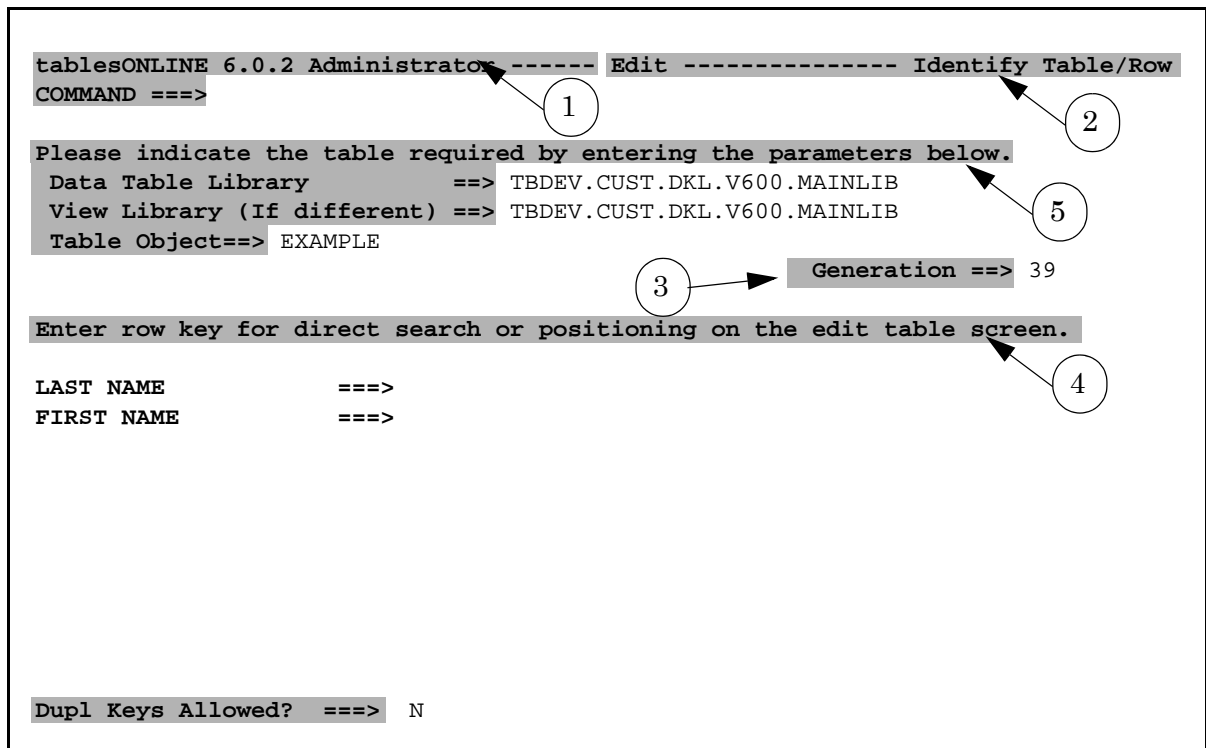 tablesONLINE 6.0.2 Administrator ------ Edit --------------- Identify Table/Row
COMMAND ===>
1
2
Please indicate the table required by entering the parameters below.
Data Table Library ==> TBDEV.CUST.DKL.V600.MAINLIB
View Library (If different) ==> TBDEV.CUST.DKL.V600.MAINLIB
5
Table Object==> EXAMPLE
3
Generation ==> 39
Enter row key for direct search or positioning on the edit table screen.
4
LAST NAME ===>
FIRST NAME ===>
Dupl Keys Allowed? ===> N